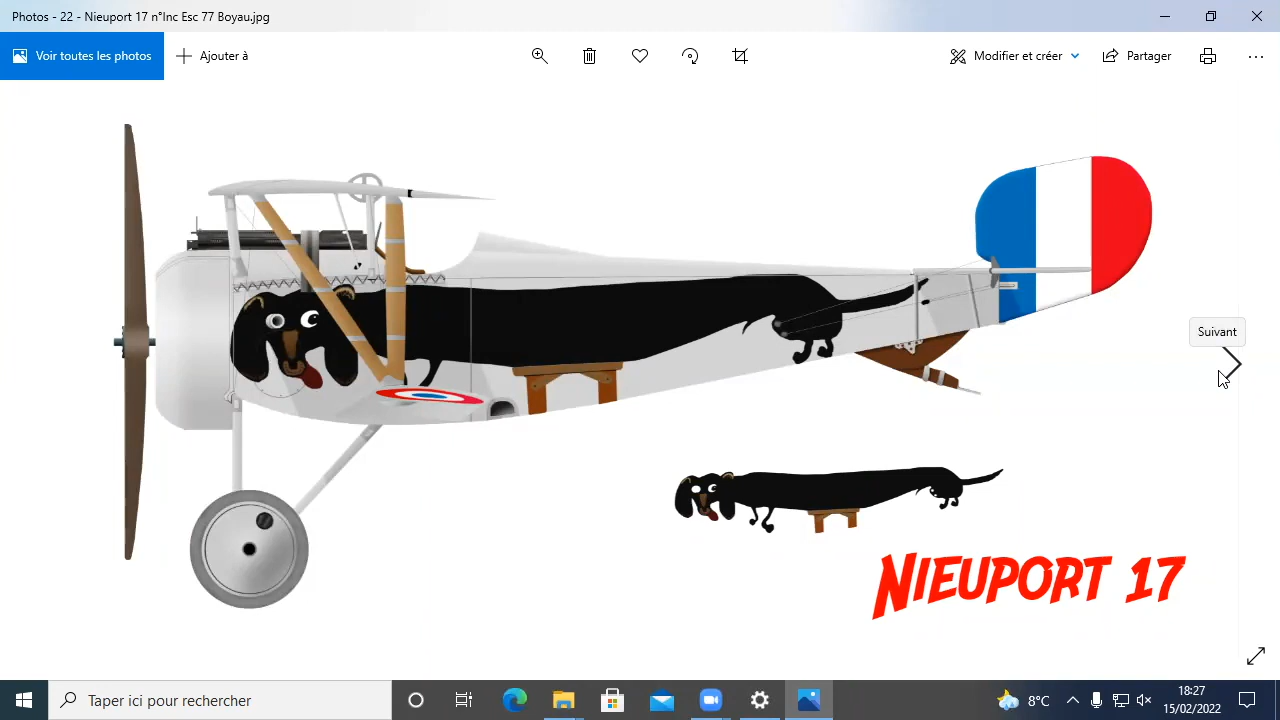 Photos - 22 - Nieuport 17 n°Inc Esc 77 Boyau.jpg
Voir toutes les photos
Ajouter à
Modifier et créer
Partager
Suivant
NIEUPORT 17
Taper ici pour rechercher
8°C
18:27
15/02/2022